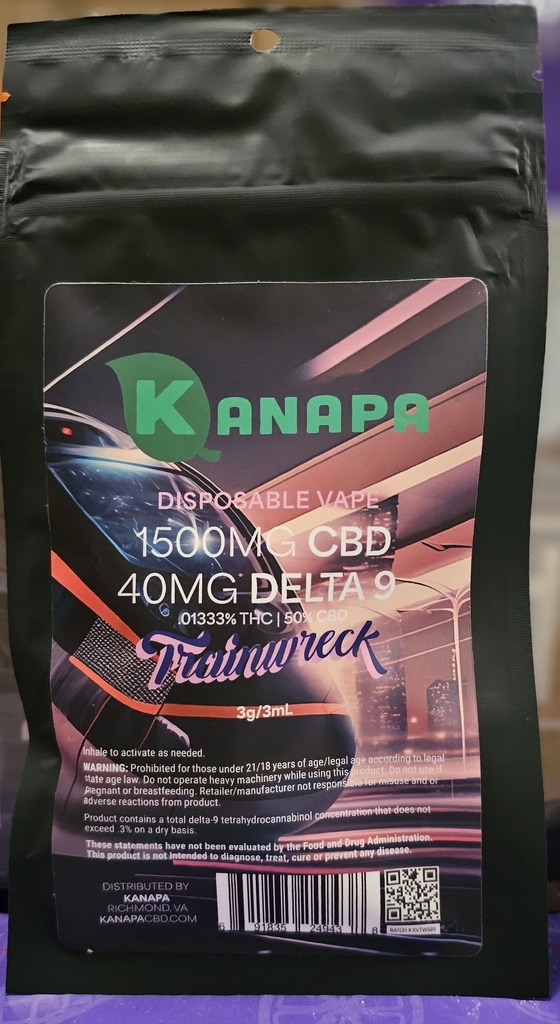 KANAPA
DISPOSABLE VAPE
1500MG CBD
40MG DELTA 9
.01333% THC | 50% CBD
Trainwreck
3g/3mL
Inhale to activate as needed.
WARNING: Prohibited for those under 21/18 years of age/legal age according to legal
state age law. Do not operate heavy machinery while using this product. Do not use if
pregnant or breastfeeding. Retailer/manufacturer not responsible for misuse and or
adverse reactions from product.
Product contains a total delta-9 tetrahydrocannabinol concentration that does not
exceed .3% on a dry basis.
These statements have not been evaluated by the Food and Drug Administration.
This product is not intended to diagnose, treat, cure or prevent any disease.
DISTRIBUTED BY
KANAPA
RICHMOND, VA
KANAPACBD.COM
6 91835 24943 8
BATCH #